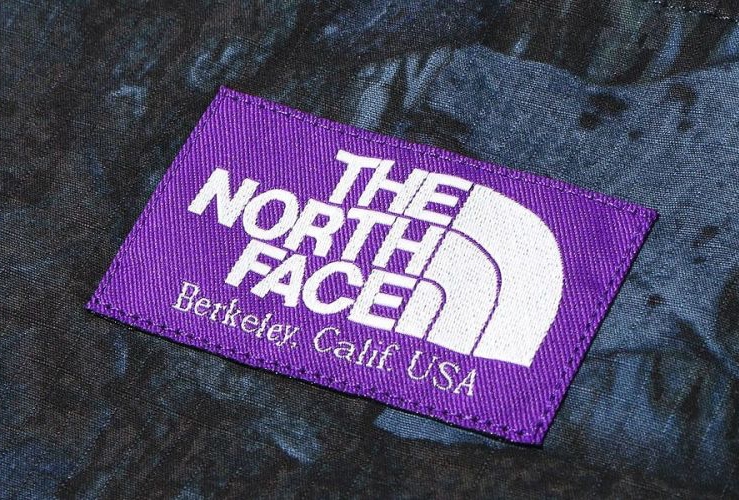 THE
NORTH
FACE
Berkeley. Calif. USA